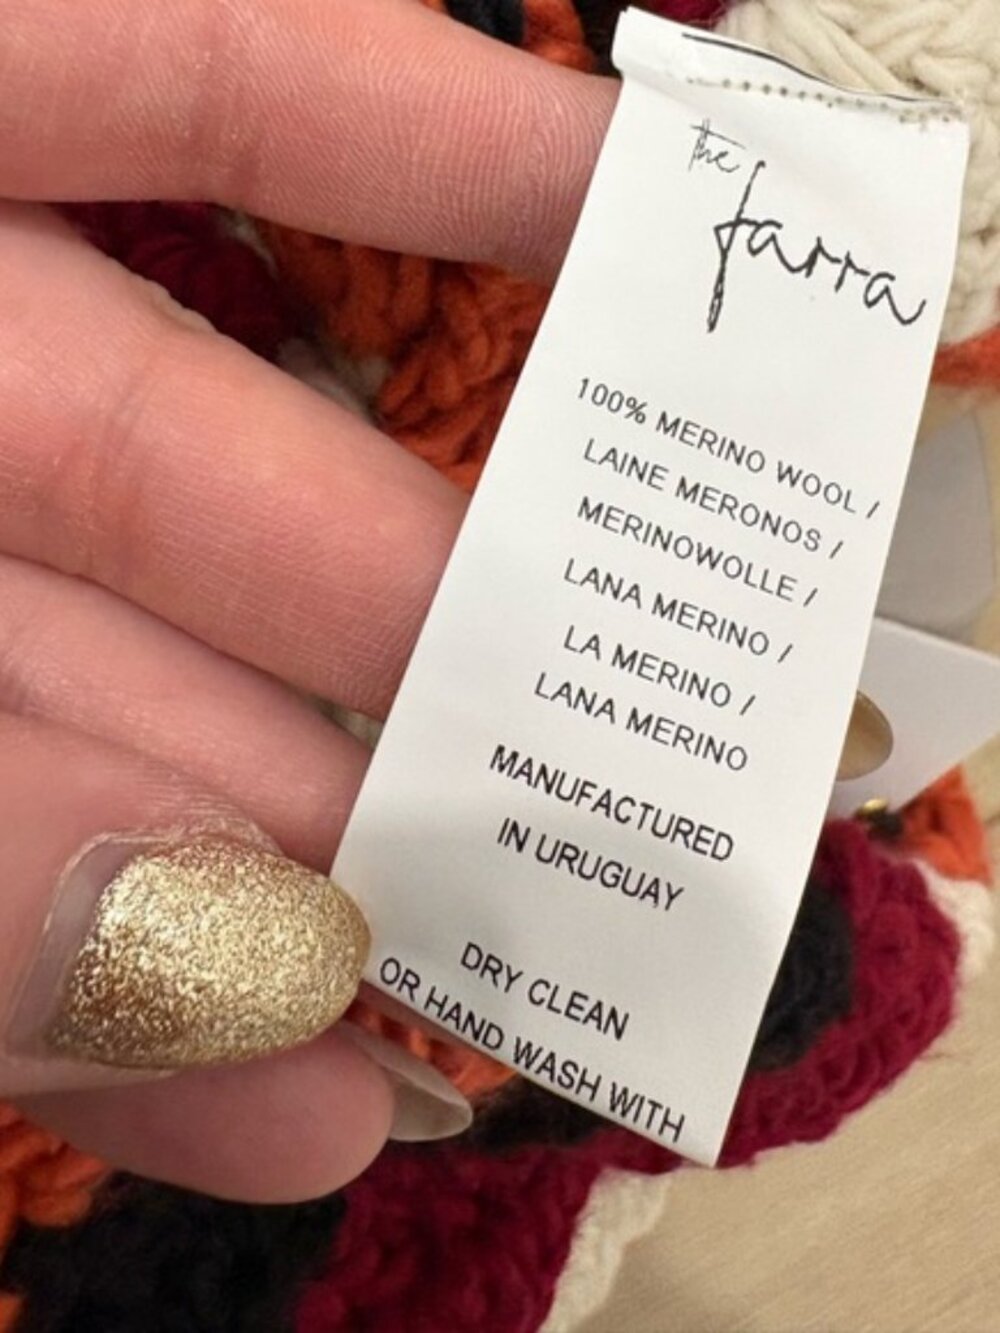 the
farra
100% MERINO WOOL /
LAINE MERONOS /
MERINOWOLLE /
LANA MERINO /
LA MERINO /
LANA MERINO
MANUFACTURED
IN URUGUAY
DRY CLEAN
OR HAND WASH WITH